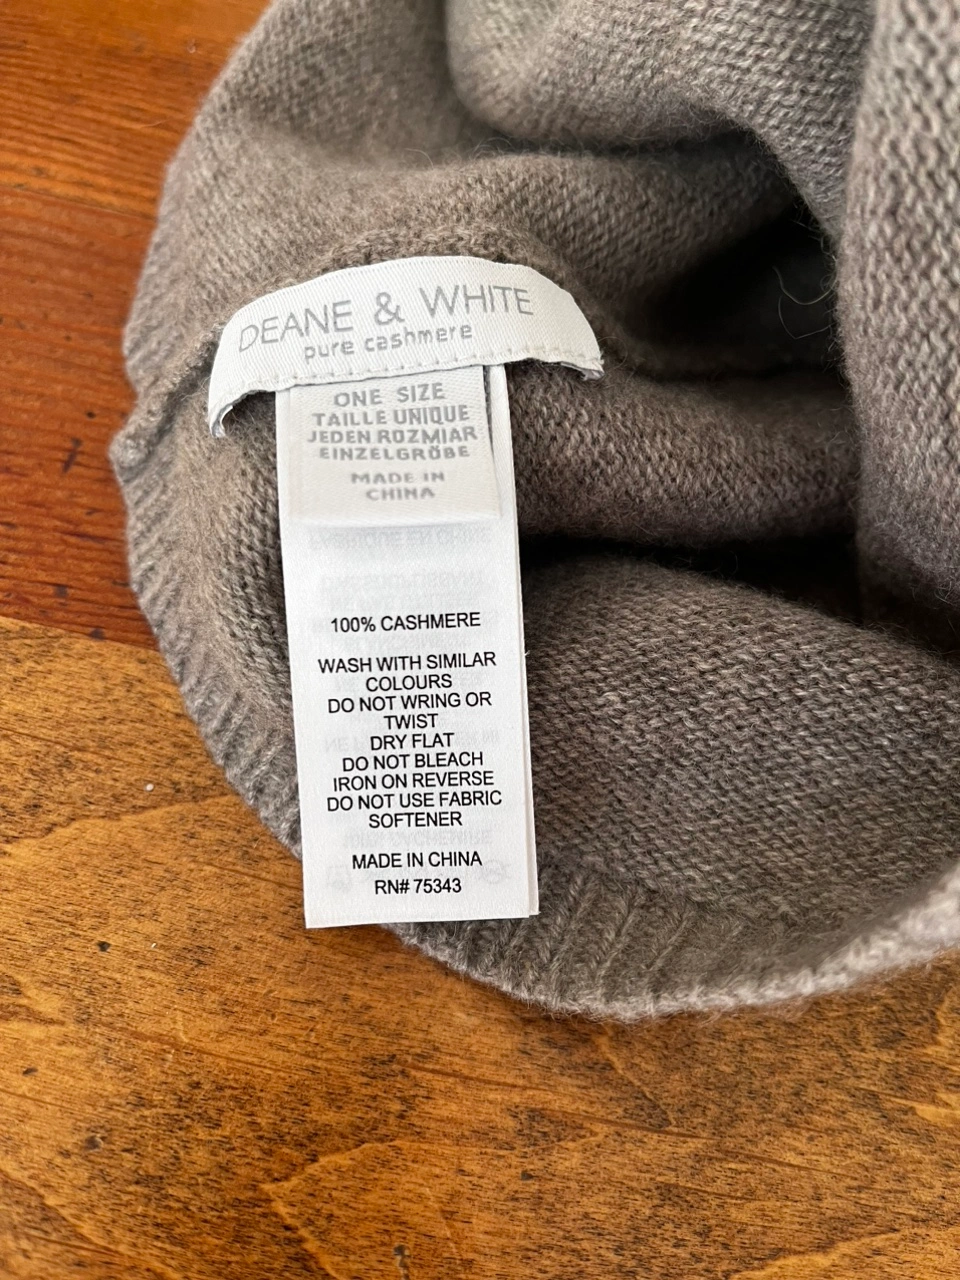 DEANE & WHITE
pure cashmere
ONE SIZE
TAILLE UNIQUE
JEDEN ROZMIAR
EINZELGRÖBE
MADE IN
CHINA
100% CASHMERE
WASH WITH SIMILAR
COLOURS
DO NOT WRING OR
TWIST
DRY FLAT
DO NOT BLEACH
IRON ON REVERSE
DO NOT USE FABRIC
SOFTENER
MADE IN CHINA
RN# 75343